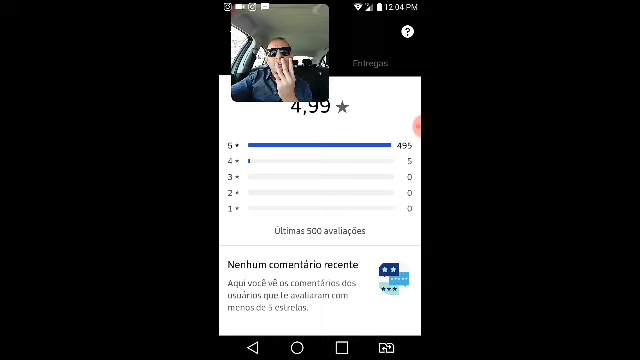 12:04 PM
?
Entregas
4,99 ★
5 ★ 495
4 ★ 5
3 ★ 0
2 ★ 0
1 ★ 0
Últimas 500 avaliações
Nenhum comentário recente
Aqui você vê os comentários dos
usuários que te avaliaram com
menos de 5 estrelas.